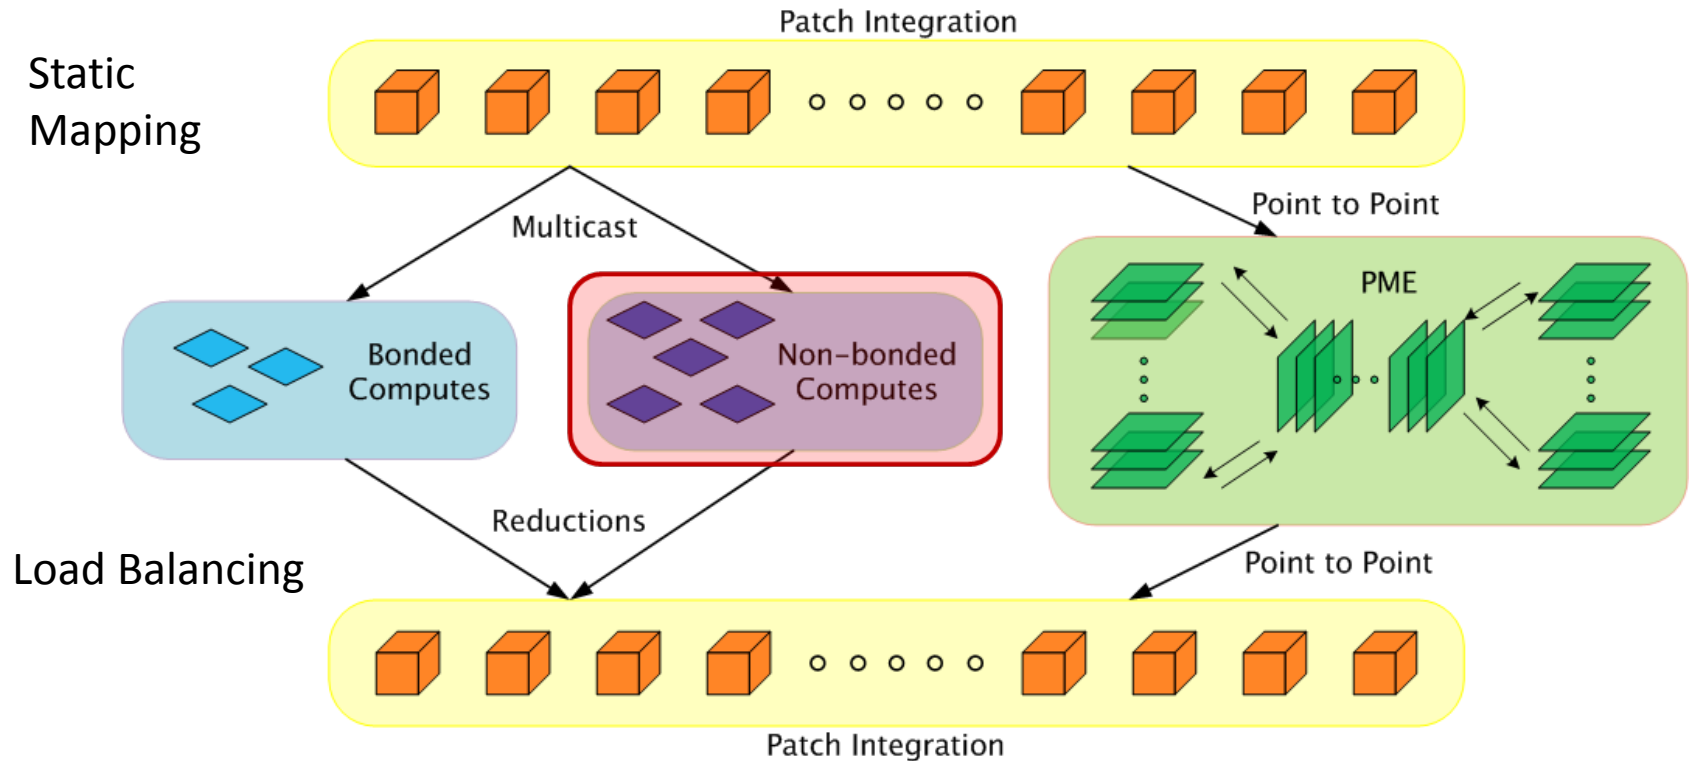 Patch Integration
Static
Mapping
Multicast
Point to Point
PME
Bonded
Computes
Non-bonded
Computes
Reductions
Load Balancing
Point to Point
Patch Integration